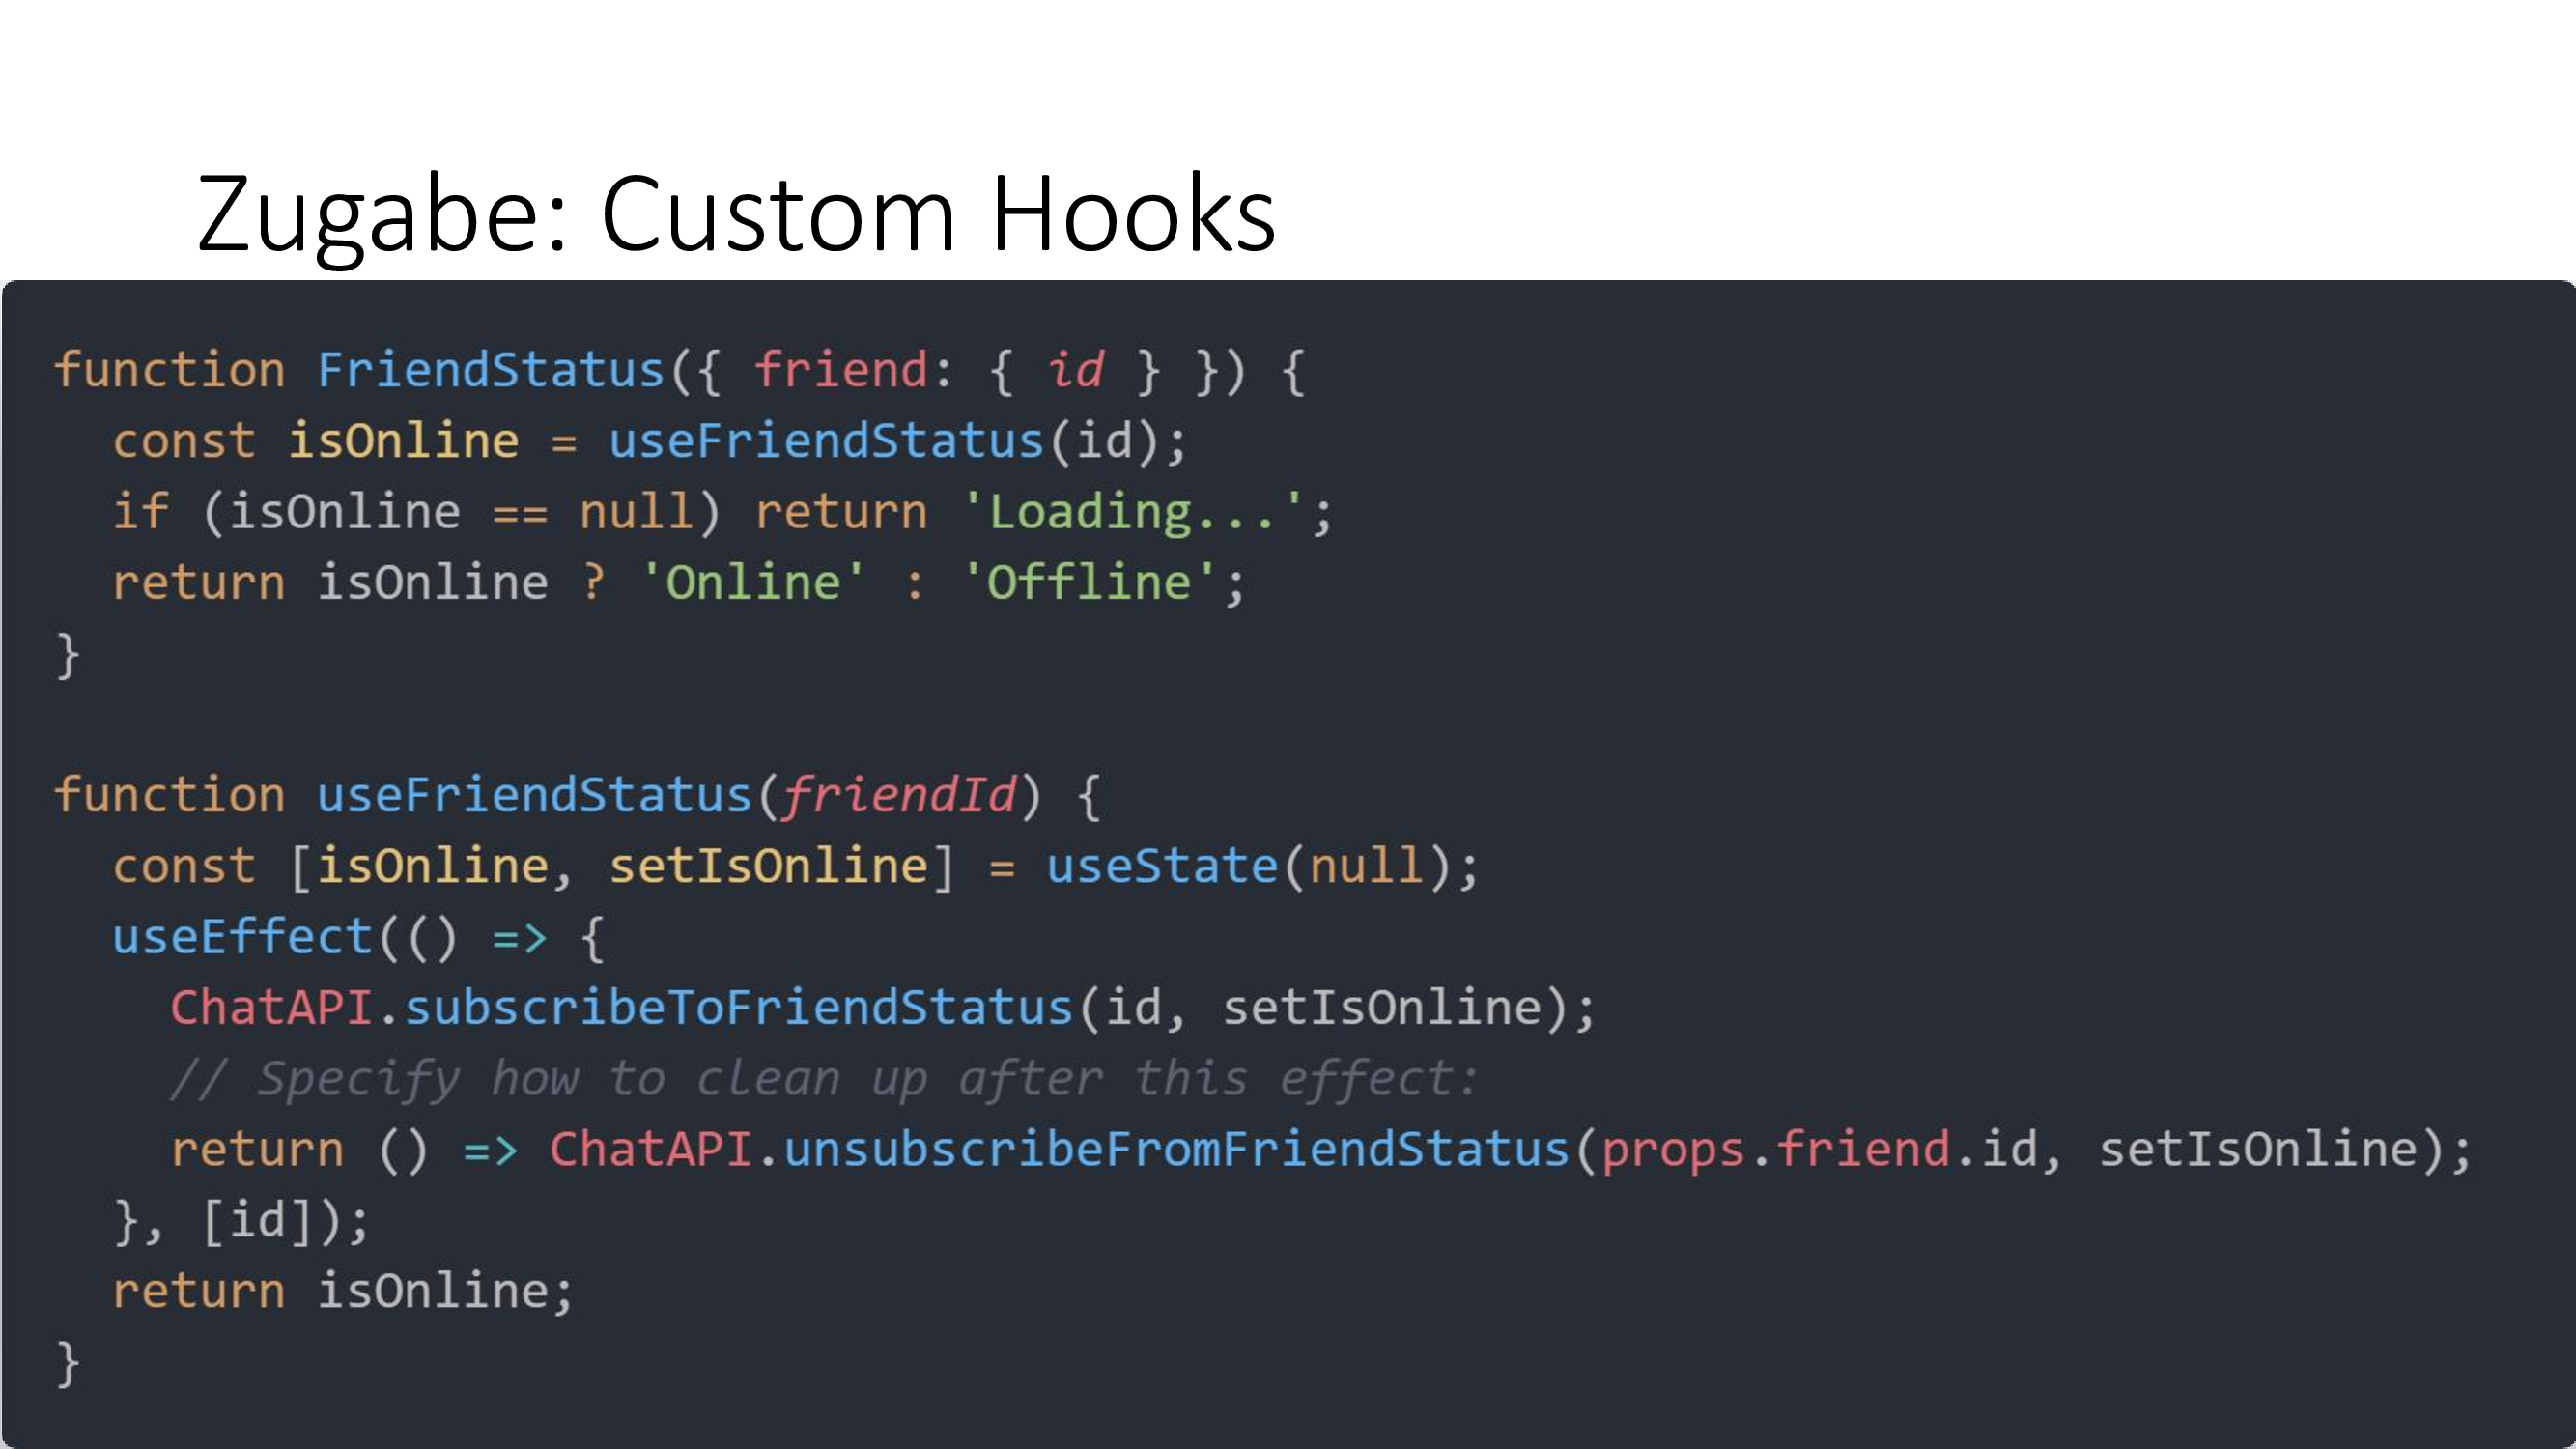 Zugabe: Custom Hooks
function FriendStatus({ friend: { id } }) {
  const isOnline = useFriendStatus(id);
  if (isOnline == null) return 'Loading...';
  return isOnline ? 'Online' : 'Offline';
}
function useFriendStatus(friendId) {
  const [isOnline, setIsOnline] = useState(null);
  useEffect(() => {
    ChatAPI.subscribeToFriendStatus(id, setIsOnline);
    // Specify how to clean up after this effect:
    return () => ChatAPI.unsubscribeFromFriendStatus(props.friend.id, setIsOnline);
  }, [id]);
  return isOnline;
}